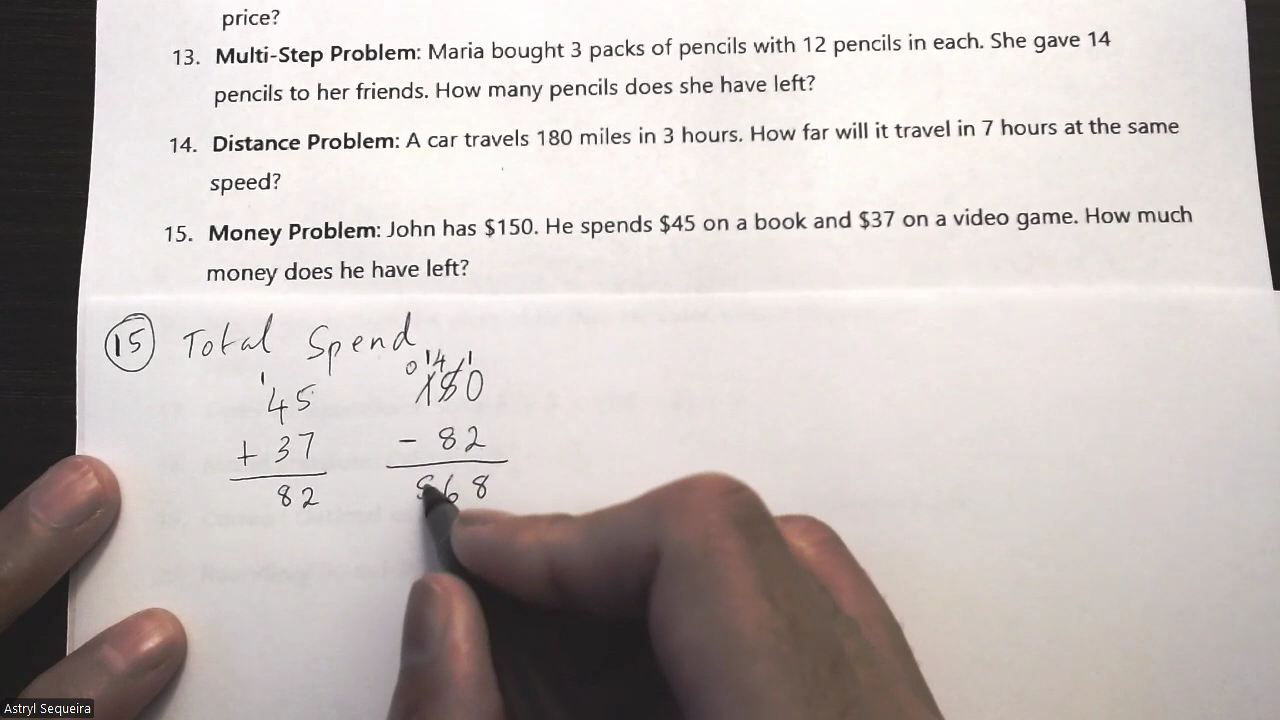 price?
13. Multi-Step Problem: Maria bought 3 packs of pencils with 12 pencils in each. She gave 14
pencils to her friends. How many pencils does she have left?
14. Distance Problem: A car travels 180 miles in 3 hours. How far will it travel in 7 hours at the same
speed?
15. Money Problem: John has $150. He spends $45 on a book and $37 on a video game. How much
money does he have left?
15 Total Spend
0 14 1
1
45 150
+ 37 - 82
82 68
Astryl Sequeira